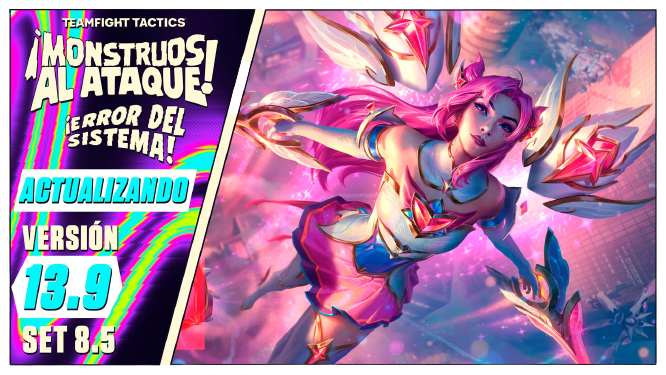 TEAMFIGHT TACTICS
¡MONSTRUOS
AL ATAQUE!
¡ERROR DEL
SISTEMA!
ACTUALIZANDO
VERSIÓN
13.9
SET 8.5